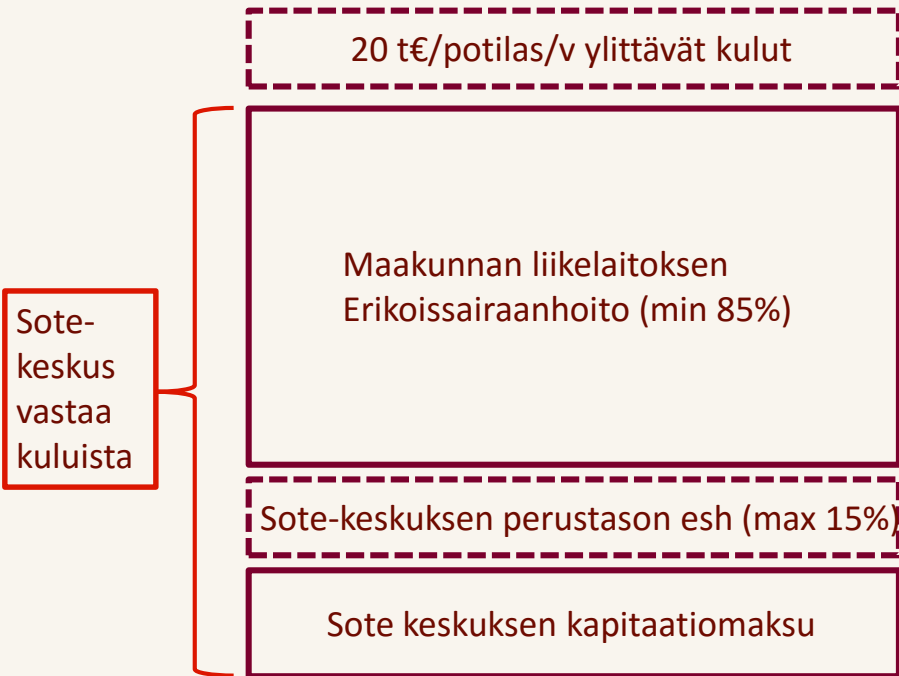 20 t€/potilas/v ylittävät kulut
Maakunnan liikelaitoksen
Erikoissairaanhoito (min 85%)
Sote-
keskus
vastaa
kuluista
Sote-keskuksen perustason esh (max 15%)
Sote keskuksen kapitaatiomaksu